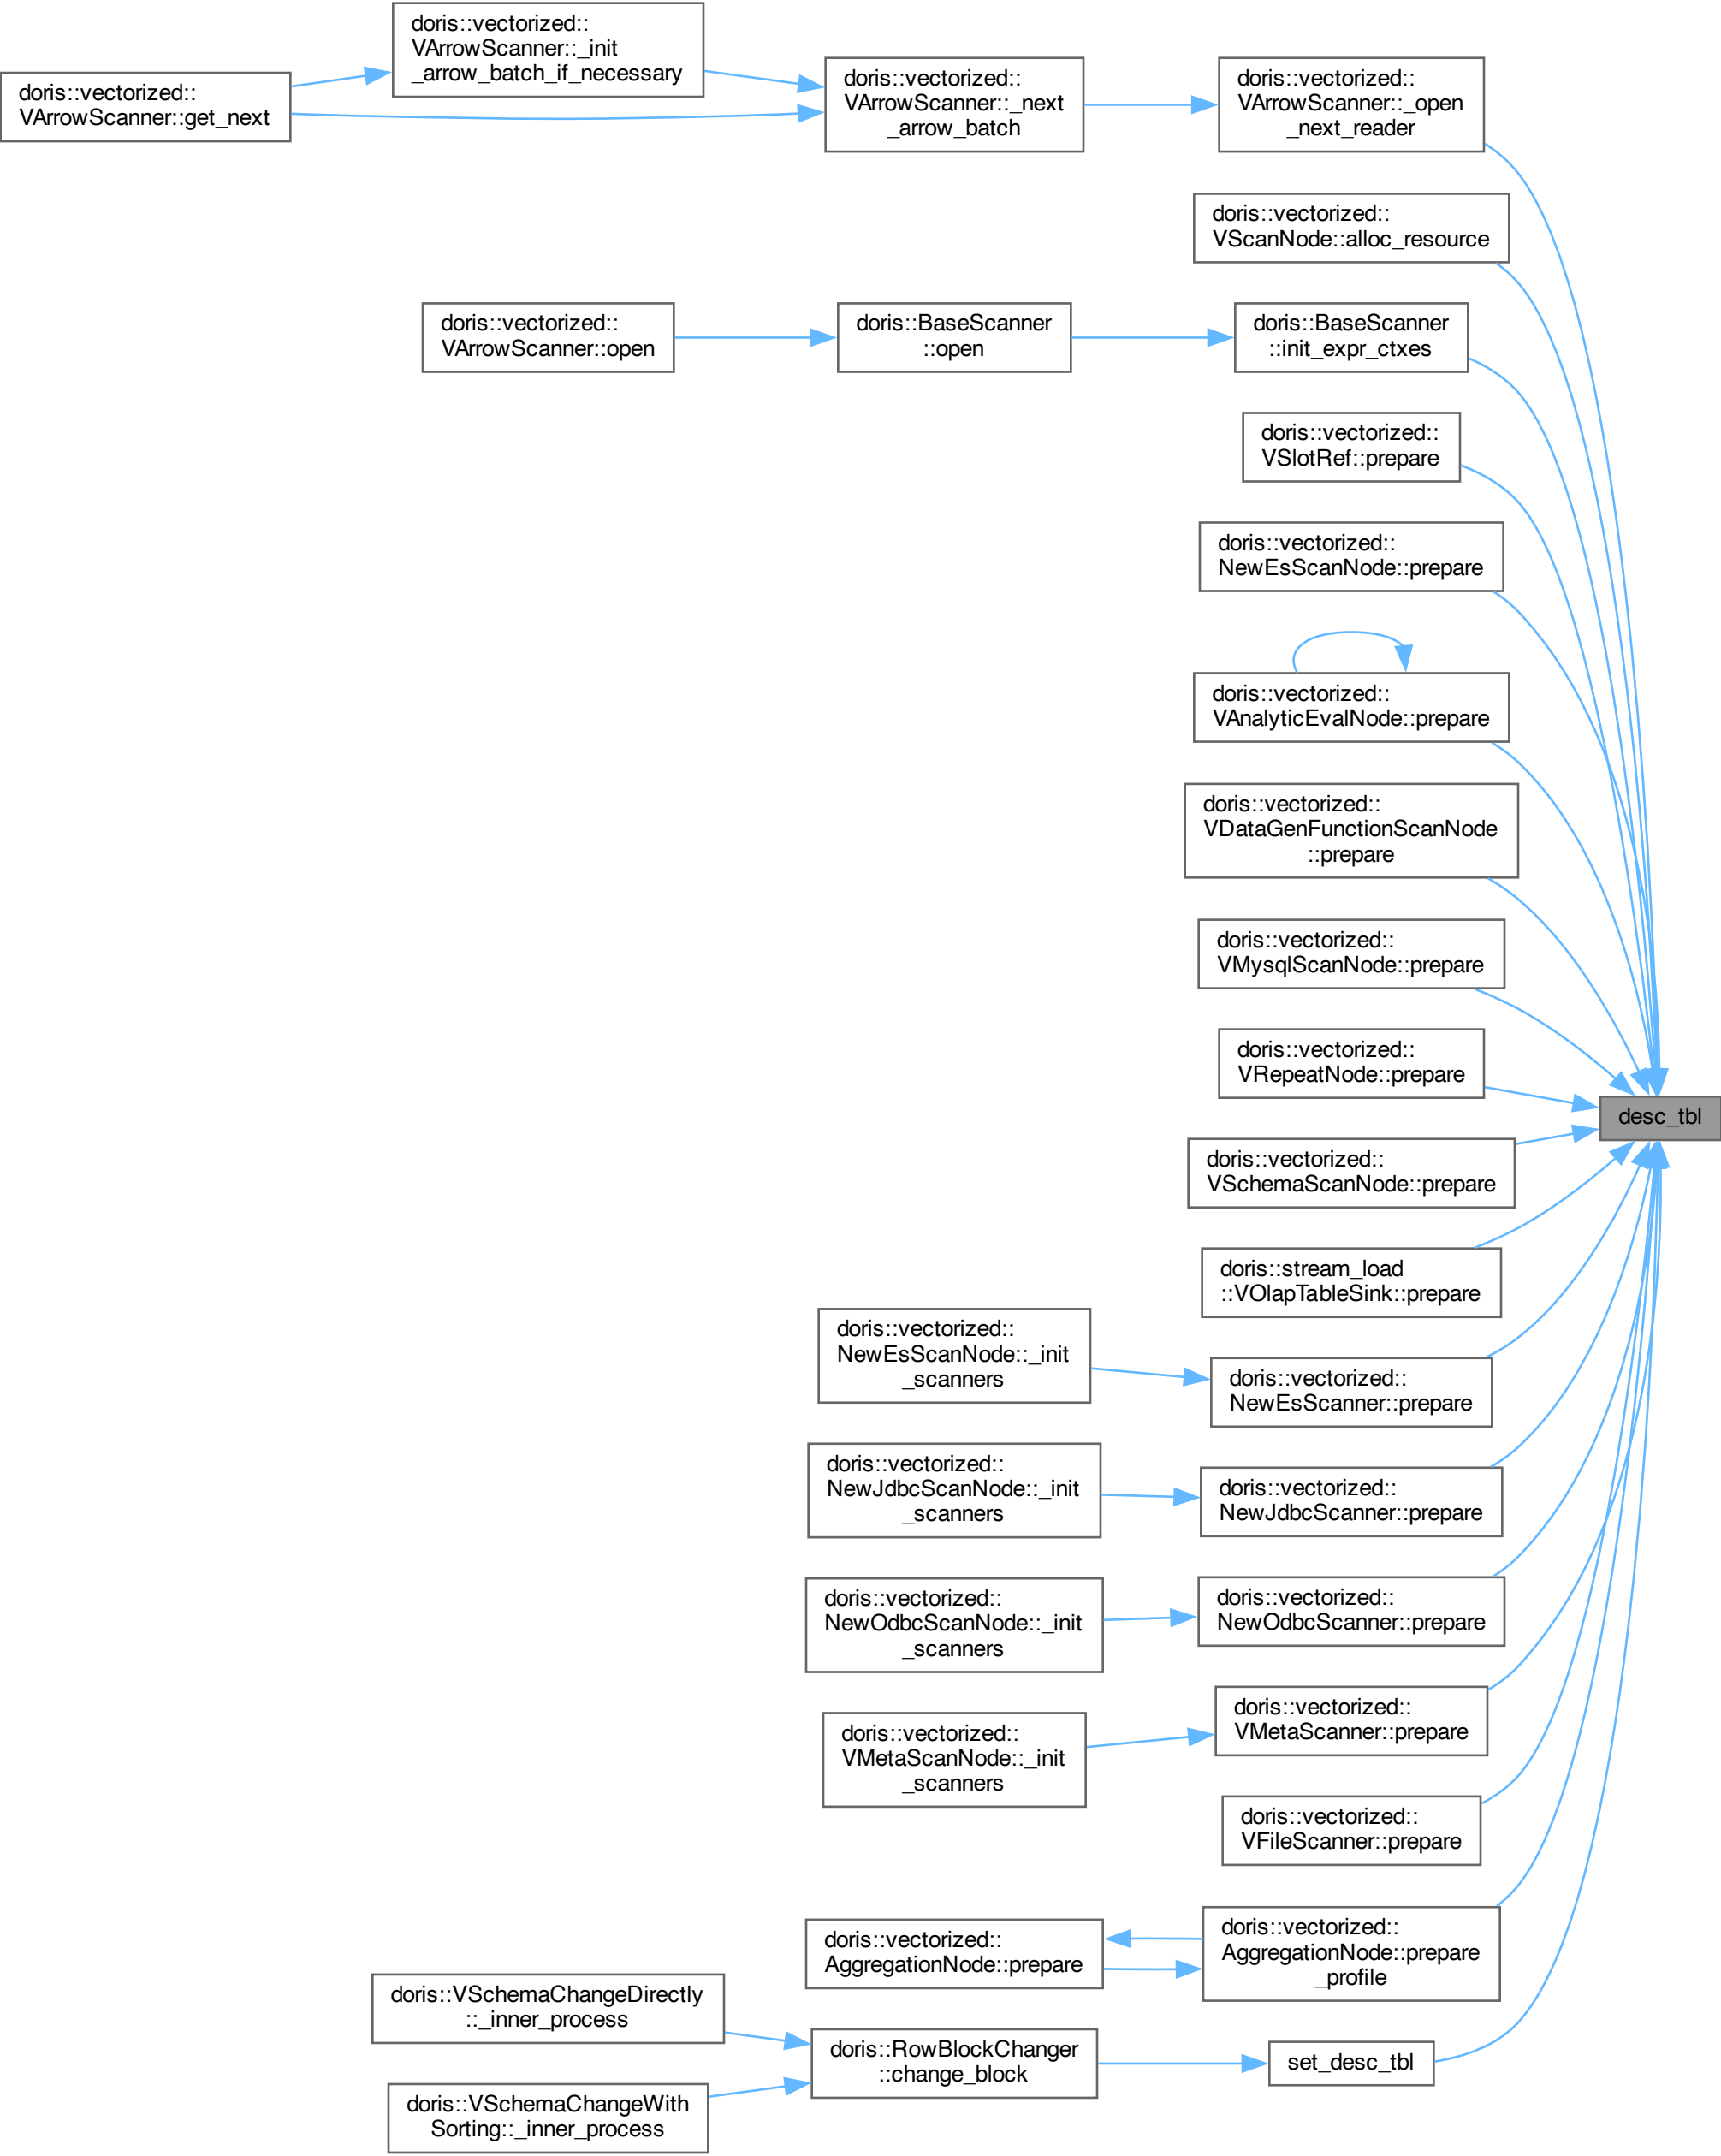 doris::vectorized::
VArrowScanner::_init
_arrow_batch_if_necessary
doris::vectorized::
VArrowScanner::get_next
doris::vectorized::
VArrowScanner::_next
_arrow_batch
doris::vectorized::
VArrowScanner::_open
_next_reader
doris::vectorized::
VScanNode::alloc_resource
doris::vectorized::
VArrowScanner::open
doris::BaseScanner
::open
doris::BaseScanner
::init_expr_ctxes
doris::vectorized::
VSlotRef::prepare
doris::vectorized::
NewEsScanNode::prepare
doris::vectorized::
VAnalyticEvalNode::prepare
doris::vectorized::
VDataGenFunctionScanNode
::prepare
doris::vectorized::
VMysqlScanNode::prepare
doris::vectorized::
VRepeatNode::prepare
desc_tbl
doris::vectorized::
VSchemaScanNode::prepare
doris::stream_load
::VOlapTableSink::prepare
doris::vectorized::
NewEsScanNode::_init
_scanners
doris::vectorized::
NewEsScanner::prepare
doris::vectorized::
NewJdbcScanNode::_init
_scanners
doris::vectorized::
NewJdbcScanner::prepare
doris::vectorized::
NewOdbcScanNode::_init
_scanners
doris::vectorized::
NewOdbcScanner::prepare
doris::vectorized::
VMetaScanNode::_init
_scanners
doris::vectorized::
VMetaScanner::prepare
doris::vectorized::
VFileScanner::prepare
doris::vectorized::
AggregationNode::prepare
doris::vectorized::
AggregationNode::prepare
_profile
doris::VSchemaChangeDirectly
::_inner_process
doris::RowBlockChanger
::change_block
set_desc_tbl
doris::VSchemaChangeWith
Sorting::_inner_process